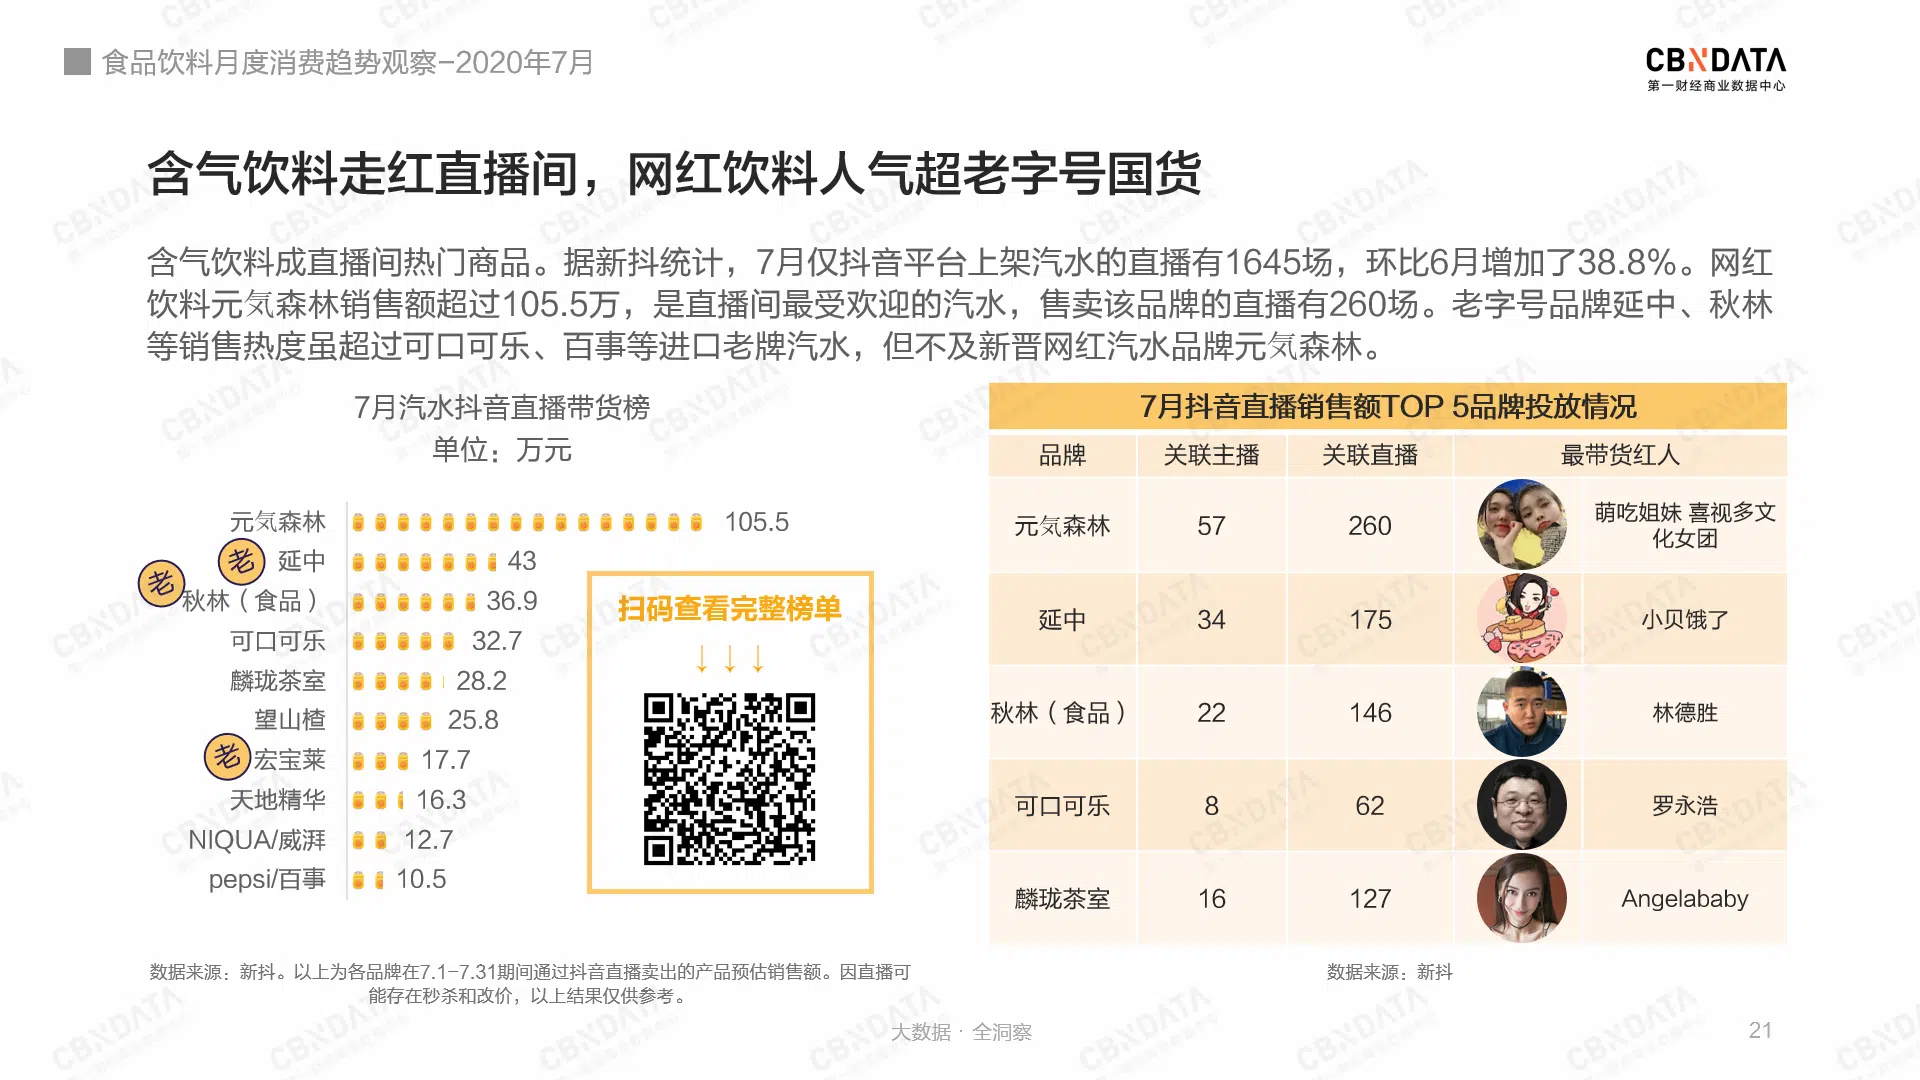 食品饮料月度消费趋势观察-2020年7月
CBNDATA
第一财经商业数据中心
含气饮料走红直播间，网红饮料人气超老字号国货
含气饮料成直播间热门商品。据新抖统计，7月仅抖音平台上架汽水的直播有1645场，环比6月增加了38.8%。网红
饮料元気森林销售额超过105.5万，是直播间最受欢迎的汽水，售卖该品牌的直播有260场。老字号品牌延中、秋林
等销售热度虽超过可口可乐、百事等进口老牌汽水，但不及新晋网红汽水品牌元気森林。
7月汽水抖音直播带货榜
单位：万元
元気森林 105.5
老 延中 43
老 秋林（食品） 36.9
可口可乐 32.7
麟珑茶室 28.2
望山楂 25.8
老 宏宝莱 17.7
天地精华 16.3
NIQUA/威湃 12.7
pepsi/百事 10.5
扫码查看完整榜单
↓ ↓ ↓
数据来源：新抖。以上为各品牌在7.1-7.31期间通过抖音直播卖出的产品预估销售额。因直播可
能存在秒杀和改价，以上结果仅供参考。
7月抖音直播销售额TOP 5品牌投放情况
品牌 关联主播 关联直播 最带货红人
元気森林 57 260 萌吃姐妹 喜视多文
化女团
延中 34 175 小贝饿了
秋林（食品） 22 146 林德胜
可口可乐 8 62 罗永浩
麟珑茶室 16 127 Angelababy
数据来源：新抖
大数据·全洞察
21